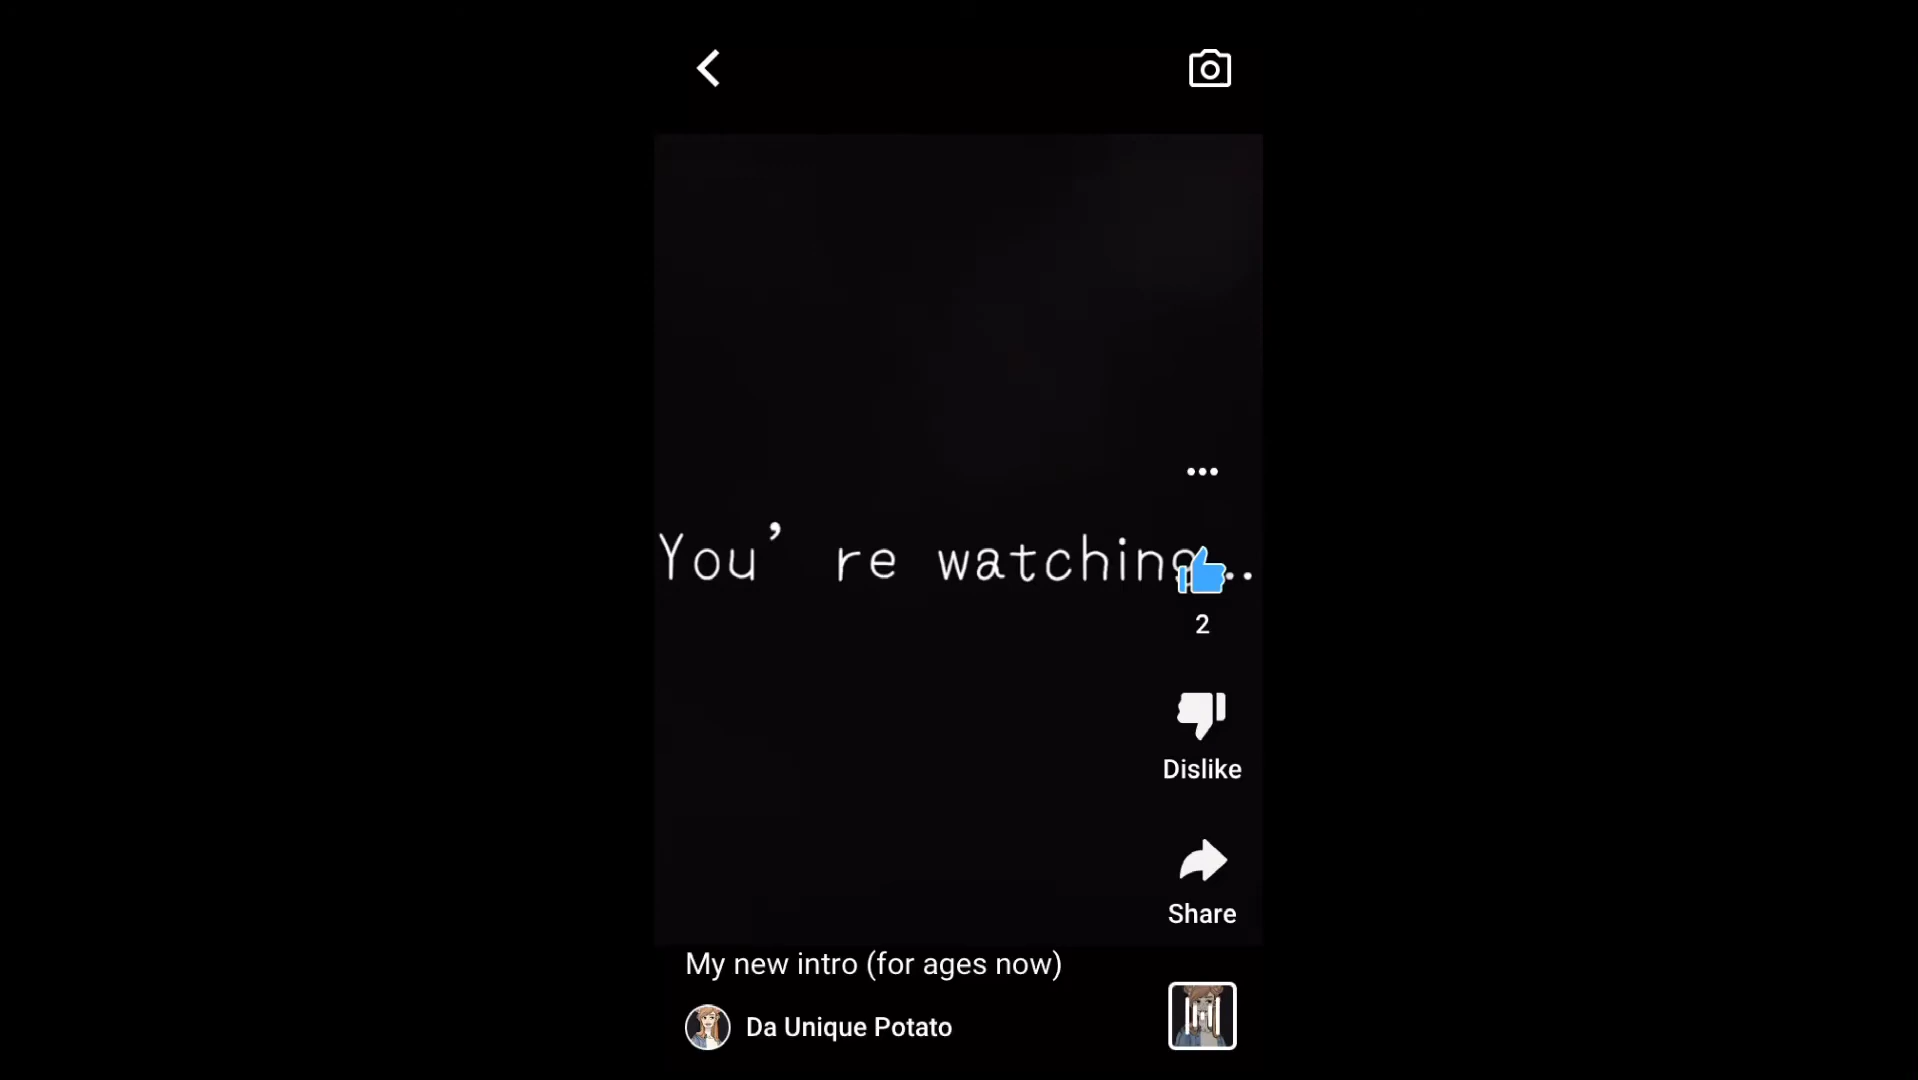 You’re watching...
2
Dislike
Share
My new intro (for ages now)
Da Unique Potato